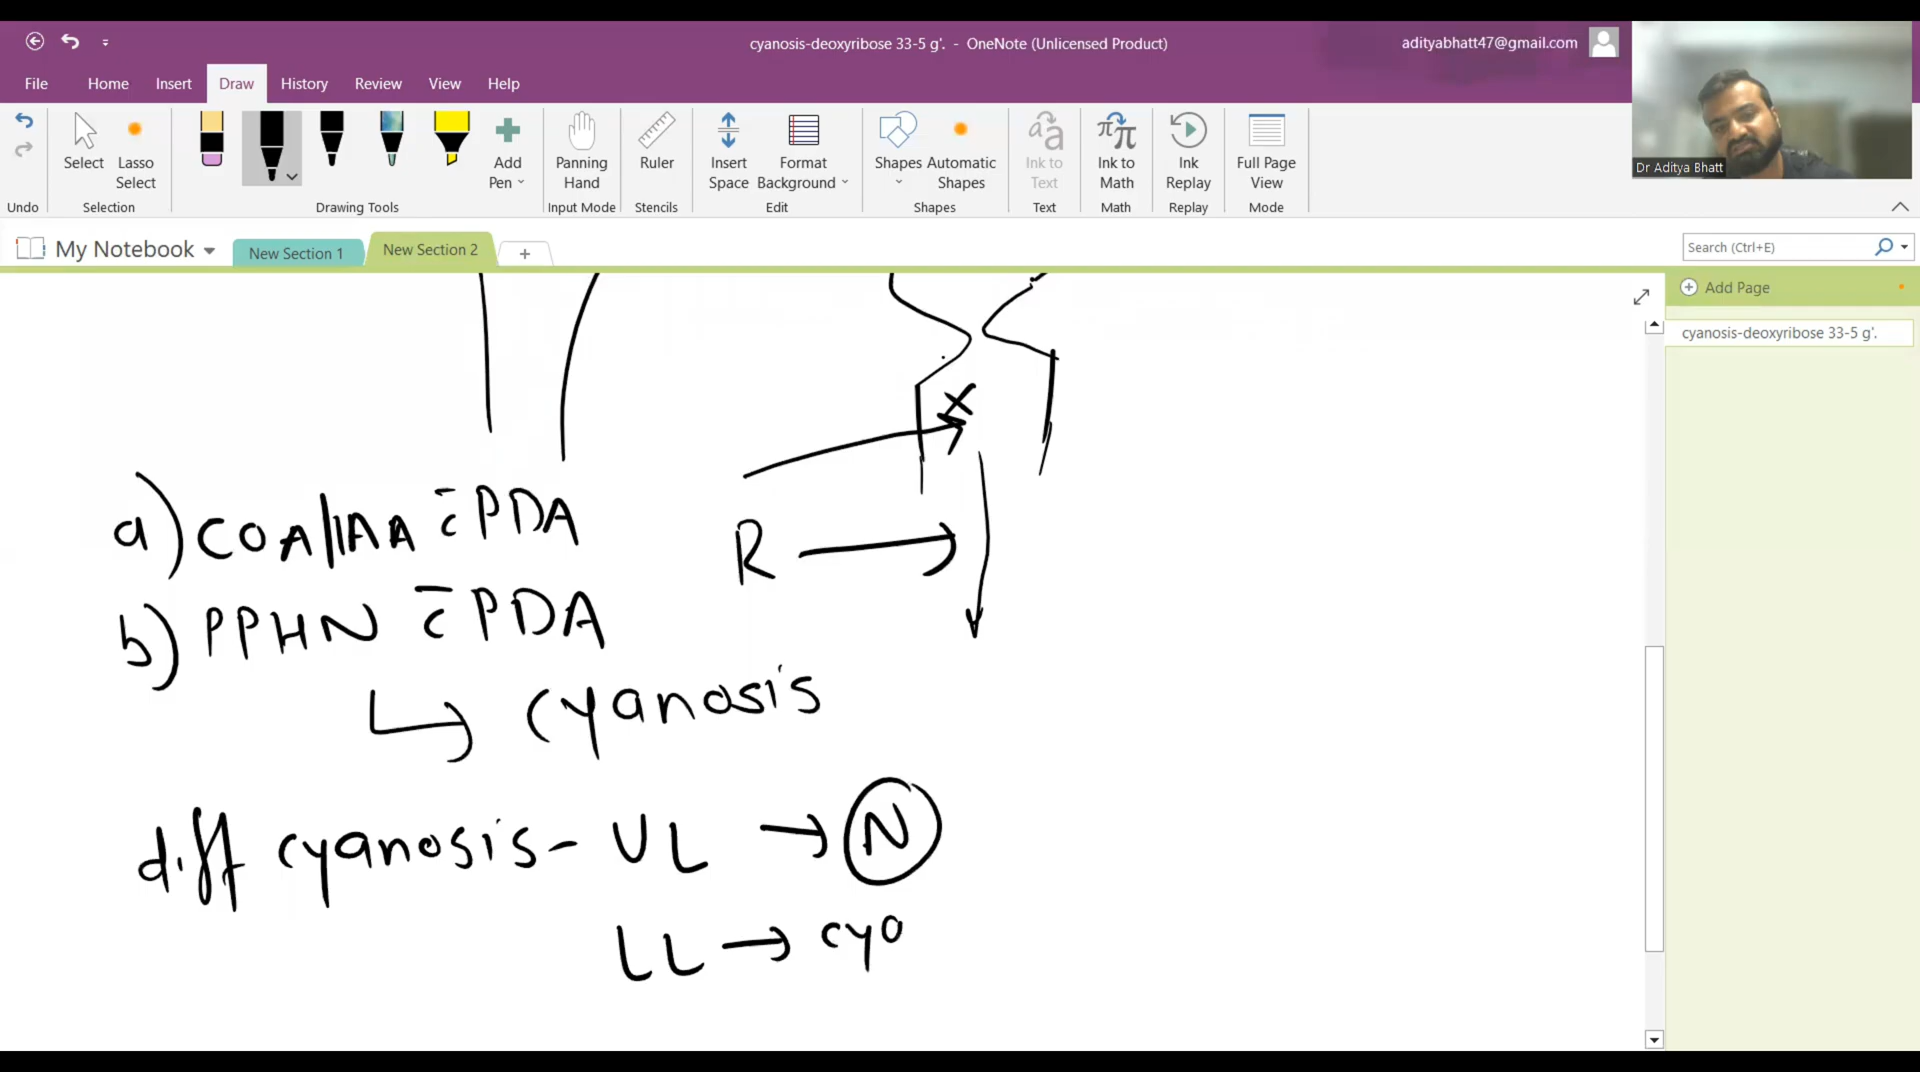 cyanosis-deoxyribose 33-5 g'. - OneNote (Unlicensed Product)
adityabhatt47@gmail.com
File Home Insert Draw History Review View Help
Select
Lasso Select
Add Pen
Panning Hand
Ruler
Insert Space
Format Background
Shapes
Automatic Shapes
Ink to Text
Ink to Math
Ink Replay
Full Page View
Dr Aditya Bhatt
Undo Selection Drawing Tools Input Mode Stencils Edit Shapes Text Math Replay Mode
My Notebook New Section 1 New Section 2 +
Search (Ctrl+E)
Add Page
cyanosis-deoxyribose 33-5 g'.
x
a) COA/IAA c̄ PDA
R →
b) PPHN c̄ PDA
↳ cyanosis
diff cyanosis - UL → N
LL → cyo